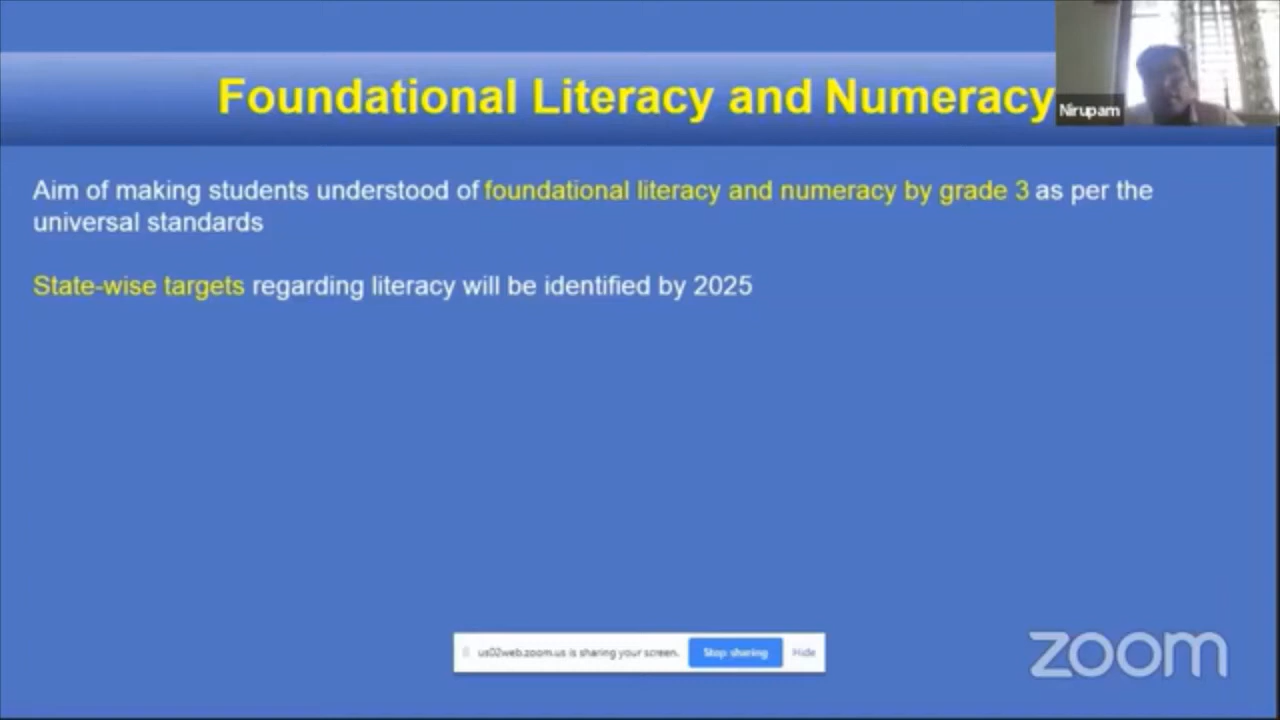 Foundational Literacy and Numeracy
Nirupam
Aim of making students understood of foundational literacy and numeracy by grade 3 as per the
universal standards
State-wise targets regarding literacy will be identified by 2025
us02web.zoom.us is sharing your screen. Stop sharing Hide
zoom